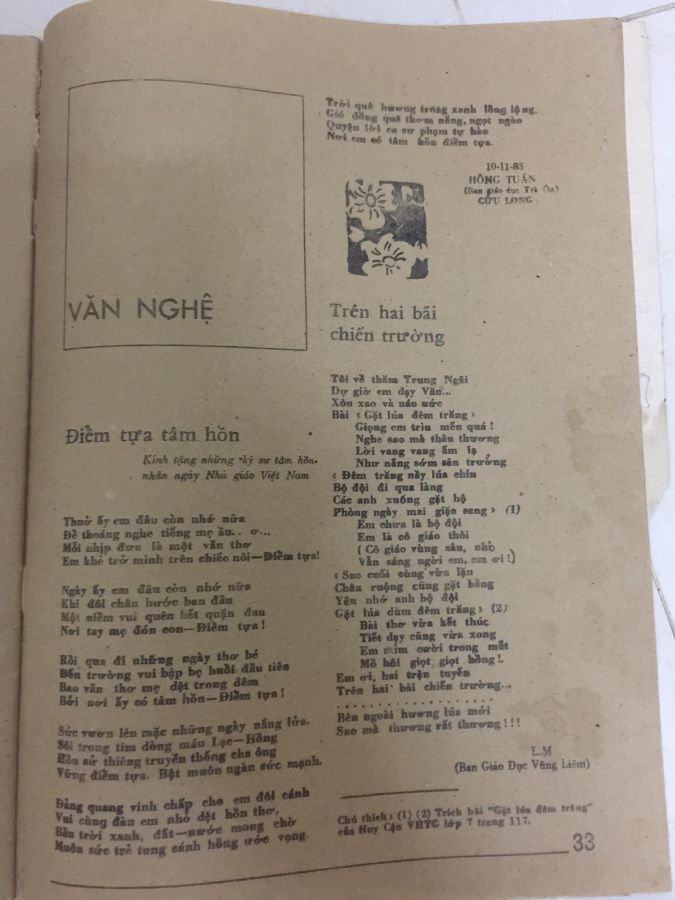 VĂN NGHỆ
Điểm tựa tâm hồn
Kính tặng những "kỹ sư tâm hồn"
nhân ngày Nhà giáo Việt Nam
Thuở ấy em đâu còn nhớ nữa
Để thoáng nghe tiếng mẹ ầu.. ơ...
Mỗi nhịp đưa là một vần thơ
Em khẽ trở mình trên chiếc nôi—Điểm tựa!
Ngày ấy em đâu còn nhớ nữa
Khi đôi chân bước ban đầu
Một niềm vui quên hết quặn đau
Nơi tay mẹ đón con—Điểm tựa!
Rồi qua đi những ngày thơ bé
Đến trường vui bập bẹ buổi đầu tiên
Bao vần thơ mẹ dệt trong đêm
Bởi nơi ấy có tâm hồn—Điểm tựa!
Sức vươn lên mặc những ngày nắng lửa.
Sôi trong tim dòng máu Lạc—Hồng
Hồn sử thiêng truyền thống cha ông
Vững điểm tựa. Bật muôn ngàn sức mạnh.
Đảng quang vinh chấp cho em đôi cánh
Vui cùng đàn em nhỏ dệt hồn thơ,
Bầu trời xanh, đất—nước mong chờ
Muôn sức trẻ tung cánh hồng ước vọng.
Trời quê hương trong xanh lồng lộng,
Gió đồng quê thơm nắng, ngọt ngào
Quyện lời ca sư phạm tự hào
Nơi em có tâm hồn điểm tựa.
10-11-83
HỒNG TUẤN
(Ban giáo dục Trà Ôn)
CỬU LONG
Trên hai bãi
chiến trường
Tôi về thăm Trung Ngãi
Dự giờ em dạy Văn...
Xôn xao và náo nức
Bài «Gặt lúa đêm trăng»
Giọng em trìu mến quá!
Nghe sao mà thân thương
Lời vang vang ấm lạ
Như nắng sớm sân trường
«Đêm trăng nầy lúa chín
Bộ đội đi qua làng
Các anh xuống gặt hộ
Phòng ngày mai giặc sang» (1)
Em chưa là bộ đội
Em là cô giáo thôi
(Cô giáo vùng sâu, nhỏ
Vẫn sáng ngời em, em ơi!)
«Sao cuối cùng vừa lặn
Chân ruộng cũng gặt bằng
Yêu nhớ anh bộ đội
Gặt lúa dùm đêm trăng» (2)
Bài thơ vừa kết thúc
Tiết dạy cũng vừa xong
Em mỉm cười trong mắt
Mồ hôi giọt giọt hồng!.
Em ơi, hai trận tuyến
Trên hai bãi chiến trường...
. . . . . . . . . . . . . .
Bên ngoài hương lúa mới
Sao mà thương rất thương!!!
L.M
(Ban Giáo Dục Vũng Liêm)
Chú thích: (1) (2) Trích bài "Gặt lúa đêm trăng"
của Huy Cận VHTG lớp 7 trang 117.
33